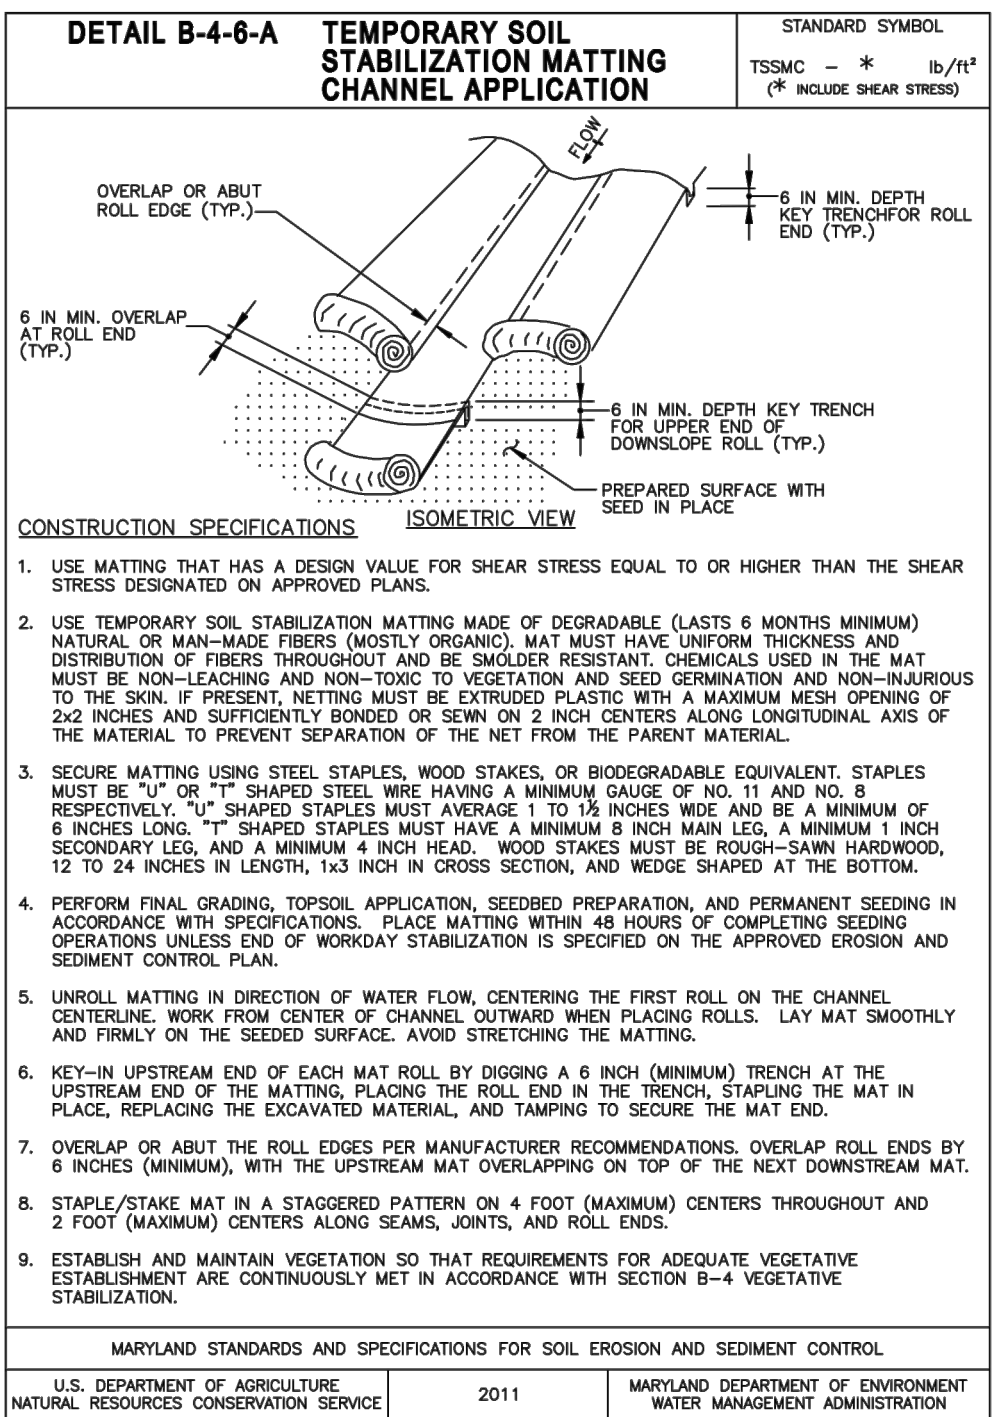 DETAIL B-4-6-A
TEMPORARY SOIL
STABILIZATION MATTING
CHANNEL APPLICATION
STANDARD SYMBOL
TSSMC – * lb/ft²
(* INCLUDE SHEAR STRESS)
FLOW
OVERLAP OR ABUT
ROLL EDGE (TYP.)
6 IN MIN. DEPTH
KEY TRENCHFOR ROLL
END (TYP.)
6 IN MIN. OVERLAP
AT ROLL END
(TYP.)
6 IN MIN. DEPTH KEY TRENCH
FOR UPPER END OF
DOWNSLOPE ROLL (TYP.)
PREPARED SURFACE WITH
SEED IN PLACE
ISOMETRIC VIEW
CONSTRUCTION SPECIFICATIONS
1. USE MATTING THAT HAS A DESIGN VALUE FOR SHEAR STRESS EQUAL TO OR HIGHER THAN THE SHEAR
STRESS DESIGNATED ON APPROVED PLANS.
2. USE TEMPORARY SOIL STABILIZATION MATTING MADE OF DEGRADABLE (LASTS 6 MONTHS MINIMUM)
NATURAL OR MAN–MADE FIBERS (MOSTLY ORGANIC). MAT MUST HAVE UNIFORM THICKNESS AND
DISTRIBUTION OF FIBERS THROUGHOUT AND BE SMOLDER RESISTANT. CHEMICALS USED IN THE MAT
MUST BE NON–LEACHING AND NON–TOXIC TO VEGETATION AND SEED GERMINATION AND NON–INJURIOUS
TO THE SKIN. IF PRESENT, NETTING MUST BE EXTRUDED PLASTIC WITH A MAXIMUM MESH OPENING OF
2x2 INCHES AND SUFFICIENTLY BONDED OR SEWN ON 2 INCH CENTERS ALONG LONGITUDINAL AXIS OF
THE MATERIAL TO PREVENT SEPARATION OF THE NET FROM THE PARENT MATERIAL.
3. SECURE MATTING USING STEEL STAPLES, WOOD STAKES, OR BIODEGRADABLE EQUIVALENT. STAPLES
MUST BE "U" OR "T" SHAPED STEEL WIRE HAVING A MINIMUM GAUGE OF NO. 11 AND NO. 8
RESPECTIVELY. "U" SHAPED STAPLES MUST AVERAGE 1 TO 1½ INCHES WIDE AND BE A MINIMUM OF
6 INCHES LONG. "T" SHAPED STAPLES MUST HAVE A MINIMUM 8 INCH MAIN LEG, A MINIMUM 1 INCH
SECONDARY LEG, AND A MINIMUM 4 INCH HEAD. WOOD STAKES MUST BE ROUGH–SAWN HARDWOOD,
12 TO 24 INCHES IN LENGTH, 1x3 INCH IN CROSS SECTION, AND WEDGE SHAPED AT THE BOTTOM.
4. PERFORM FINAL GRADING, TOPSOIL APPLICATION, SEEDBED PREPARATION, AND PERMANENT SEEDING IN
ACCORDANCE WITH SPECIFICATIONS. PLACE MATTING WITHIN 48 HOURS OF COMPLETING SEEDING
OPERATIONS UNLESS END OF WORKDAY STABILIZATION IS SPECIFIED ON THE APPROVED EROSION AND
SEDIMENT CONTROL PLAN.
5. UNROLL MATTING IN DIRECTION OF WATER FLOW, CENTERING THE FIRST ROLL ON THE CHANNEL
CENTERLINE. WORK FROM CENTER OF CHANNEL OUTWARD WHEN PLACING ROLLS. LAY MAT SMOOTHLY
AND FIRMLY ON THE SEEDED SURFACE. AVOID STRETCHING THE MATTING.
6. KEY–IN UPSTREAM END OF EACH MAT ROLL BY DIGGING A 6 INCH (MINIMUM) TRENCH AT THE
UPSTREAM END OF THE MATTING, PLACING THE ROLL END IN THE TRENCH, STAPLING THE MAT IN
PLACE, REPLACING THE EXCAVATED MATERIAL, AND TAMPING TO SECURE THE MAT END.
7. OVERLAP OR ABUT THE ROLL EDGES PER MANUFACTURER RECOMMENDATIONS. OVERLAP ROLL ENDS BY
6 INCHES (MINIMUM), WITH THE UPSTREAM MAT OVERLAPPING ON TOP OF THE NEXT DOWNSTREAM MAT.
8. STAPLE/STAKE MAT IN A STAGGERED PATTERN ON 4 FOOT (MAXIMUM) CENTERS THROUGHOUT AND
2 FOOT (MAXIMUM) CENTERS ALONG SEAMS, JOINTS, AND ROLL ENDS.
9. ESTABLISH AND MAINTAIN VEGETATION SO THAT REQUIREMENTS FOR ADEQUATE VEGETATIVE
ESTABLISHMENT ARE CONTINUOUSLY MET IN ACCORDANCE WITH SECTION B–4 VEGETATIVE
STABILIZATION.
MARYLAND STANDARDS AND SPECIFICATIONS FOR SOIL EROSION AND SEDIMENT CONTROL
U.S. DEPARTMENT OF AGRICULTURE
NATURAL RESOURCES CONSERVATION SERVICE
2011
MARYLAND DEPARTMENT OF ENVIRONMENT
WATER MANAGEMENT ADMINISTRATION